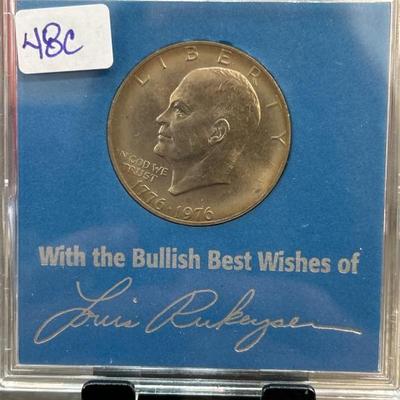 48C
LIBERTY
IN GOD WE
TRUST
1776·1976
With the Bullish Best Wishes of
Louis Rukeyser